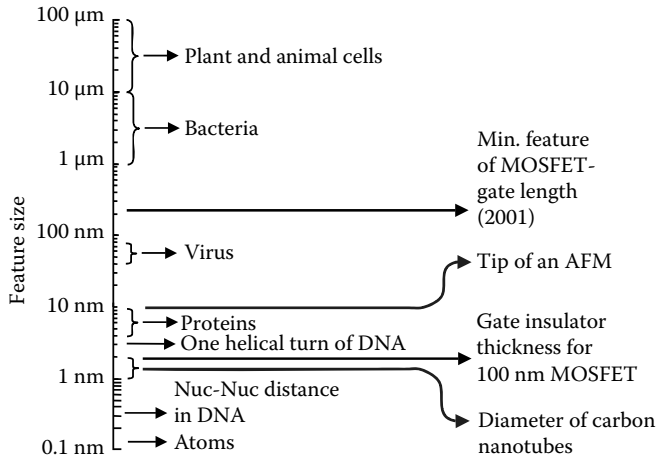 100 μm
Plant and animal cells
10 μm
Bacteria
1 μm
Min. feature
of MOSFET-
gate length
(2001)
100 nm
Virus
Tip of an AFM
10 nm
Proteins
One helical turn of DNA
Gate insulator
thickness for
100 nm MOSFET
1 nm
Nuc-Nuc distance
in DNA
Diameter of carbon
nanotubes
Atoms
0.1 nm
Feature size